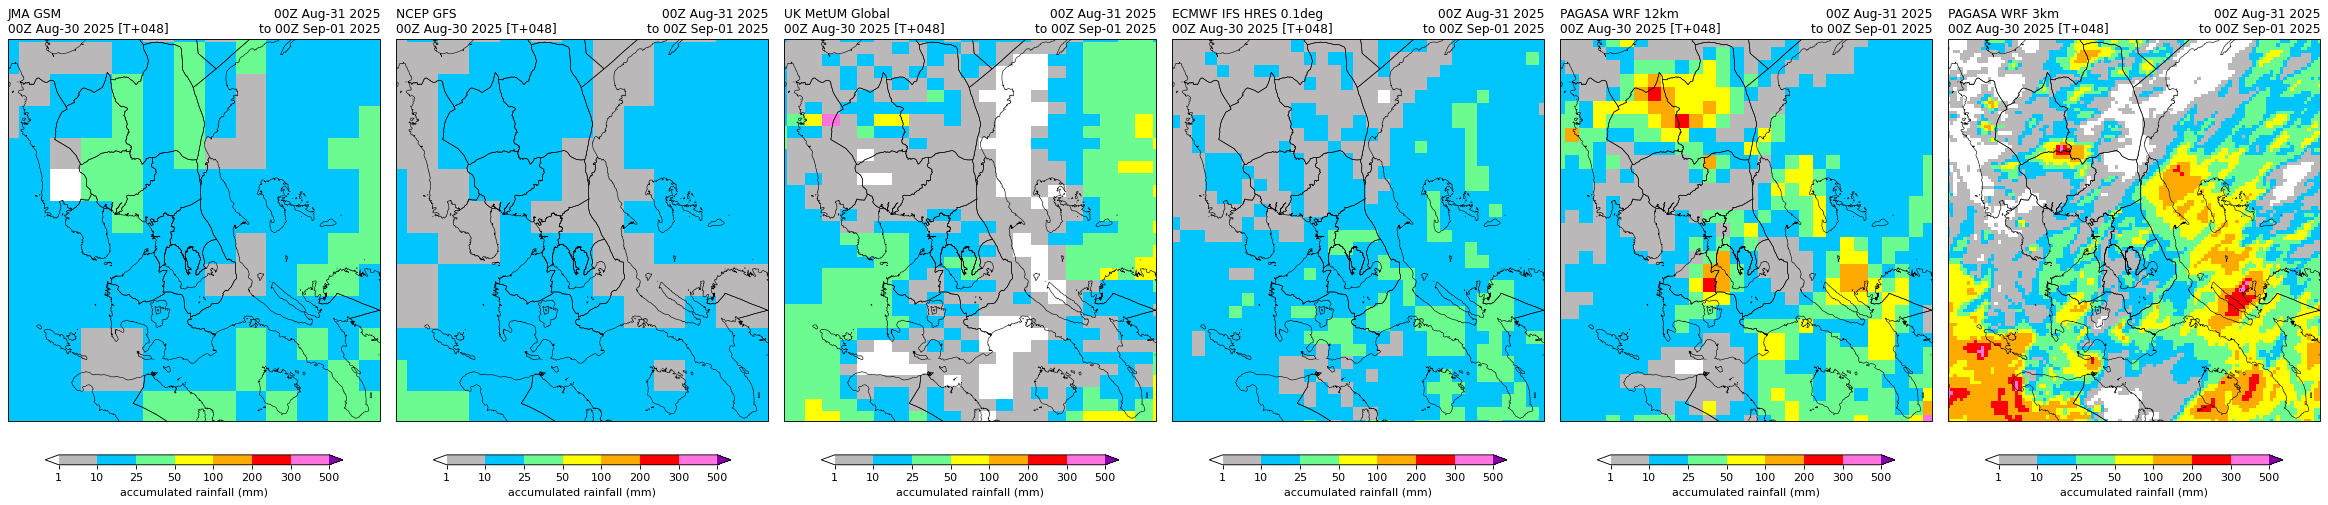 JMA GSM 00Z Aug-31 2025
00Z Aug-30 2025 [T+048] to 00Z Sep-01 2025
1 10 25 50 100 200 300 500
accumulated rainfall (mm)
NCEP GFS 00Z Aug-31 2025
00Z Aug-30 2025 [T+048] to 00Z Sep-01 2025
1 10 25 50 100 200 300 500
accumulated rainfall (mm)
UK MetUM Global 00Z Aug-31 2025
00Z Aug-30 2025 [T+048] to 00Z Sep-01 2025
1 10 25 50 100 200 300 500
accumulated rainfall (mm)
ECMWF IFS HRES 0.1deg 00Z Aug-31 2025
00Z Aug-30 2025 [T+048] to 00Z Sep-01 2025
1 10 25 50 100 200 300 500
accumulated rainfall (mm)
PAGASA WRF 12km 00Z Aug-31 2025
00Z Aug-30 2025 [T+048] to 00Z Sep-01 2025
1 10 25 50 100 200 300 500
accumulated rainfall (mm)
PAGASA WRF 3km 00Z Aug-31 2025
00Z Aug-30 2025 [T+048] to 00Z Sep-01 2025
1 10 25 50 100 200 300 500
accumulated rainfall (mm)